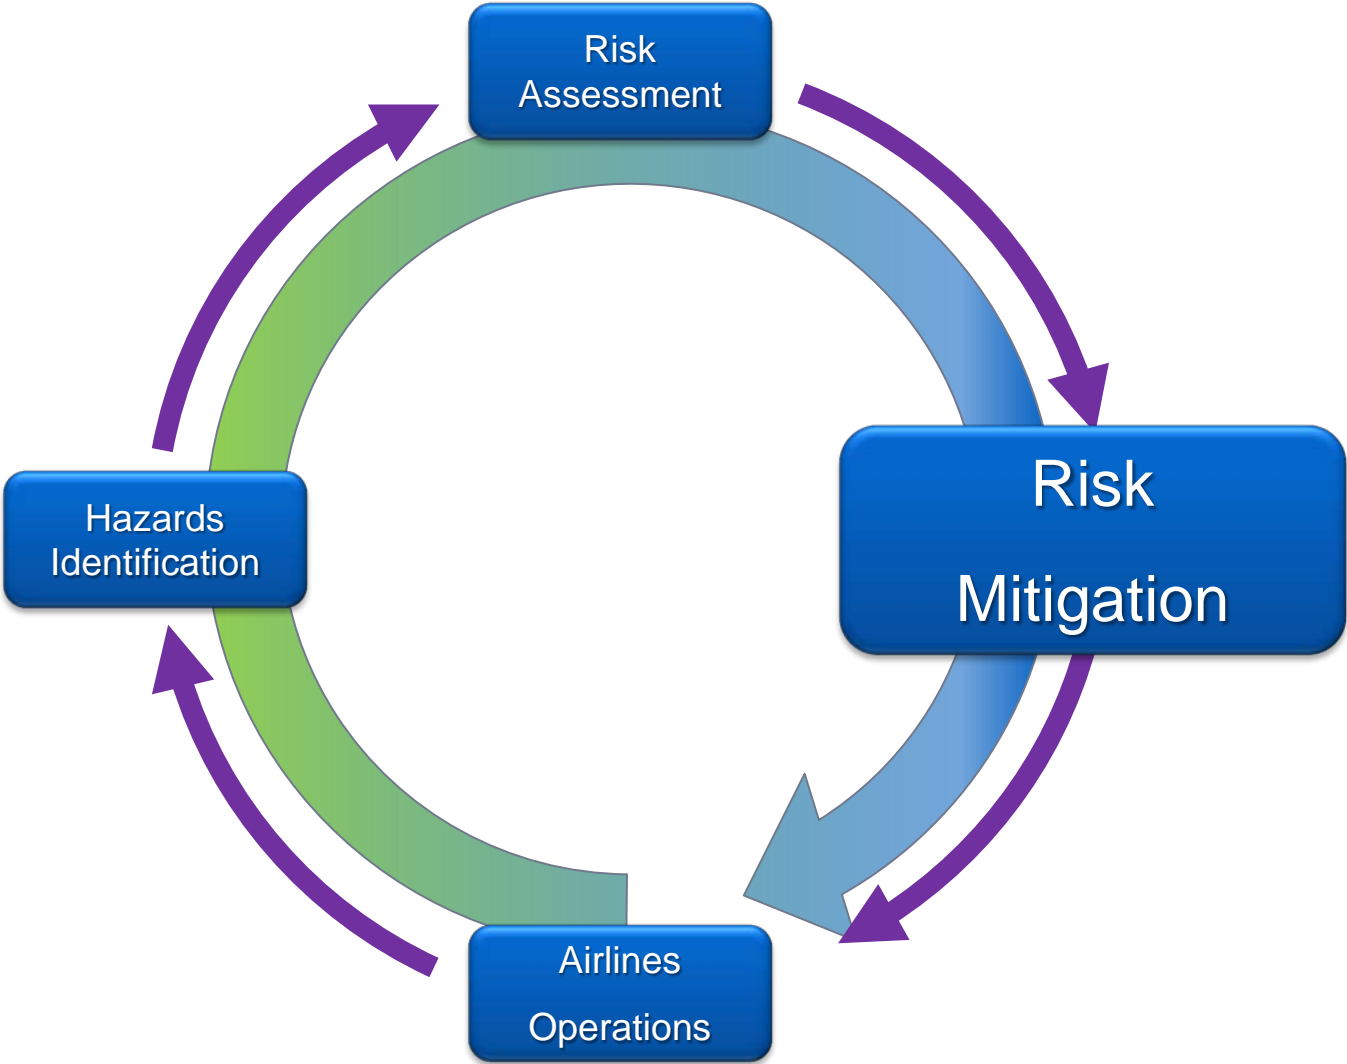 Risk
Assessment
Risk
Mitigation
Hazards
Identification
Airlines
Operations